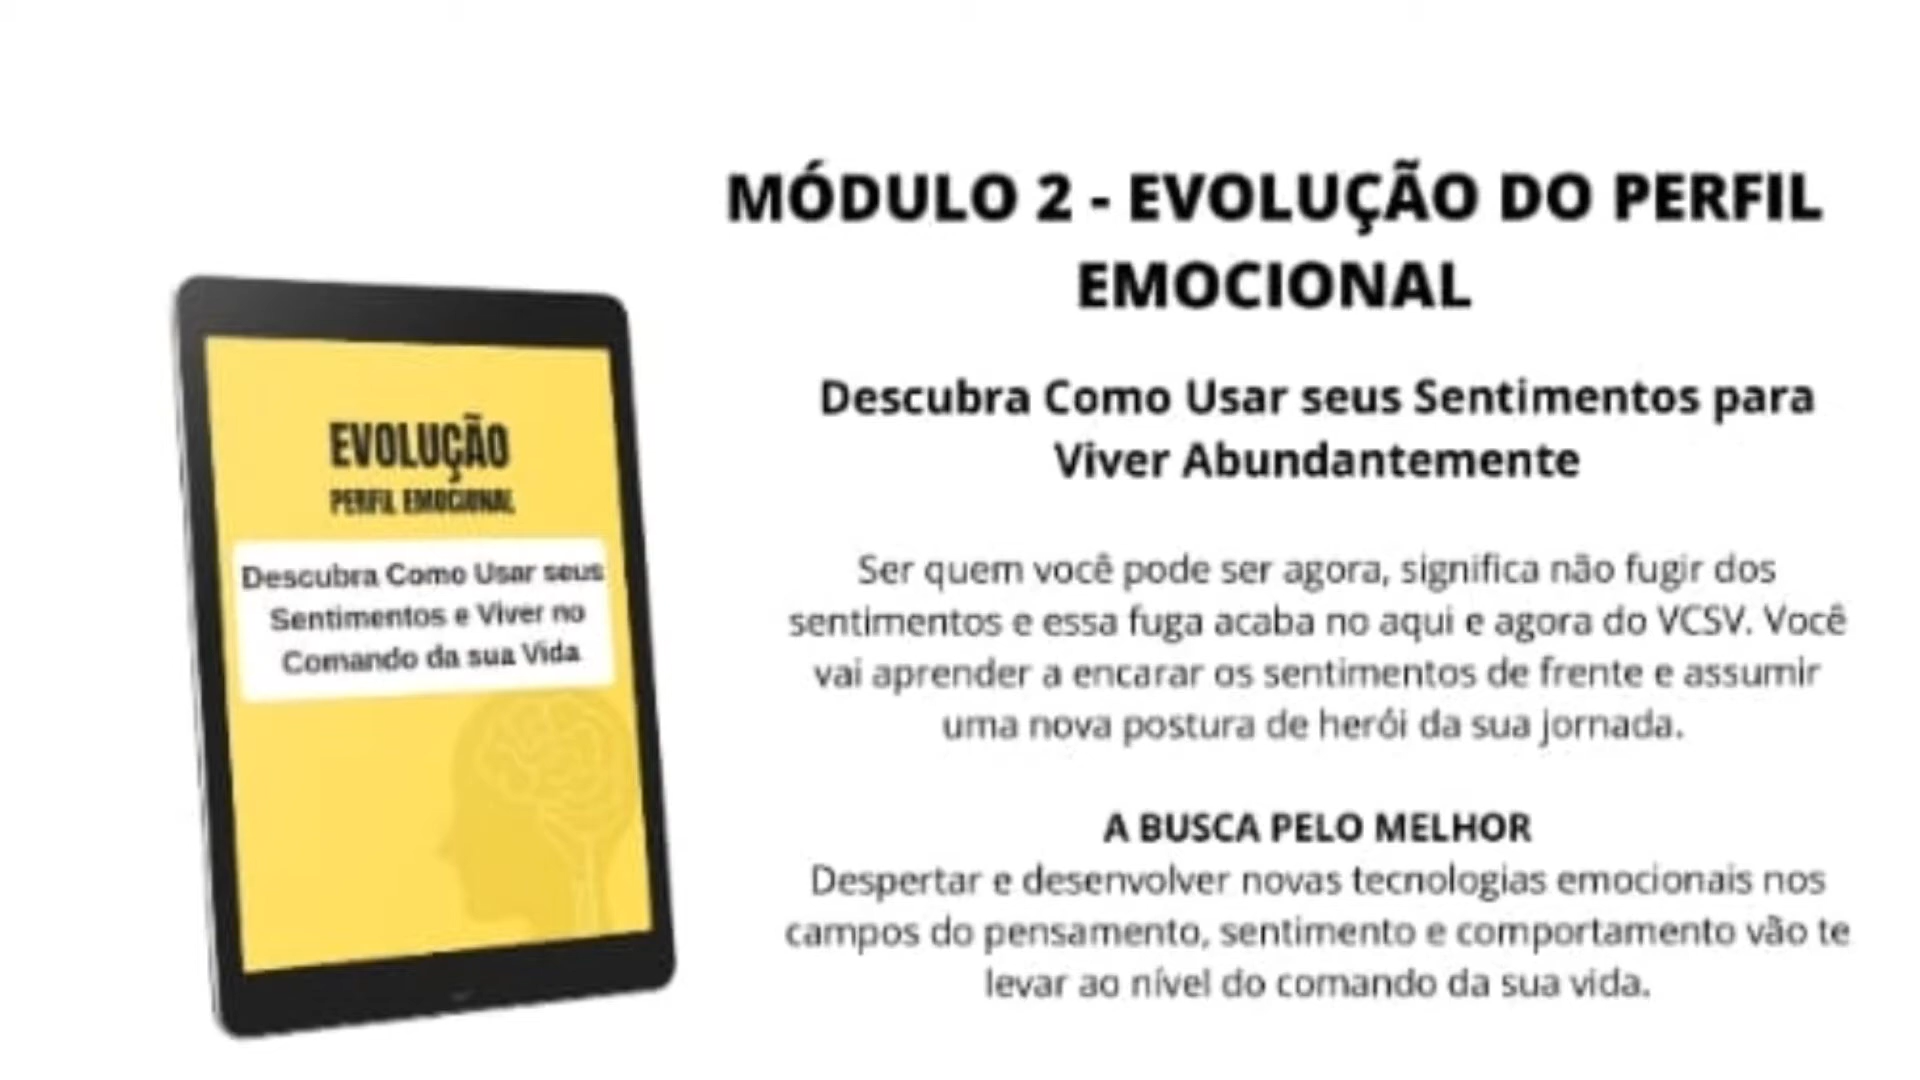 MÓDULO 2 - EVOLUÇÃO DO PERFIL
EMOCIONAL
Descubra Como Usar seus Sentimentos para
Viver Abundantemente
Ser quem você pode ser agora, significa não fugir dos
sentimentos e essa fuga acaba no aqui e agora do VCSV. Você
vai aprender a encarar os sentimentos de frente e assumir
uma nova postura de herói da sua jornada.
A BUSCA PELO MELHOR
Despertar e desenvolver novas tecnologias emocionais nos
campos do pensamento, sentimento e comportamento vão te
levar ao nível do comando da sua vida.
EVOLUÇÃO
PERFIL EMOCIONAL
Descubra Como Usar seus
Sentimentos e Viver no
Comando da sua Vida